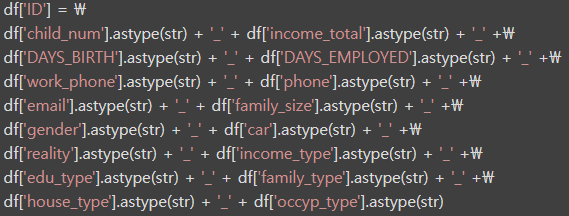 df['ID'] = ₩
df['child_num'].astype(str) + '_' + df['income_total'].astype(str) + '_' +₩
df['DAYS_BIRTH'].astype(str) + '_' + df['DAYS_EMPLOYED'].astype(str) + '_' +₩
df['work_phone'].astype(str) + '_' + df['phone'].astype(str) + '_' +₩
df['email'].astype(str) + '_' + df['family_size'].astype(str) + '_' +₩
df['gender'].astype(str) + '_' + df['car'].astype(str) + '_' +₩
df['reality'].astype(str) + '_' + df['income_type'].astype(str) + '_' +₩
df['edu_type'].astype(str) + '_' + df['family_type'].astype(str) + '_' +₩
df['house_type'].astype(str) + '_' + df['occyp_type'].astype(str)